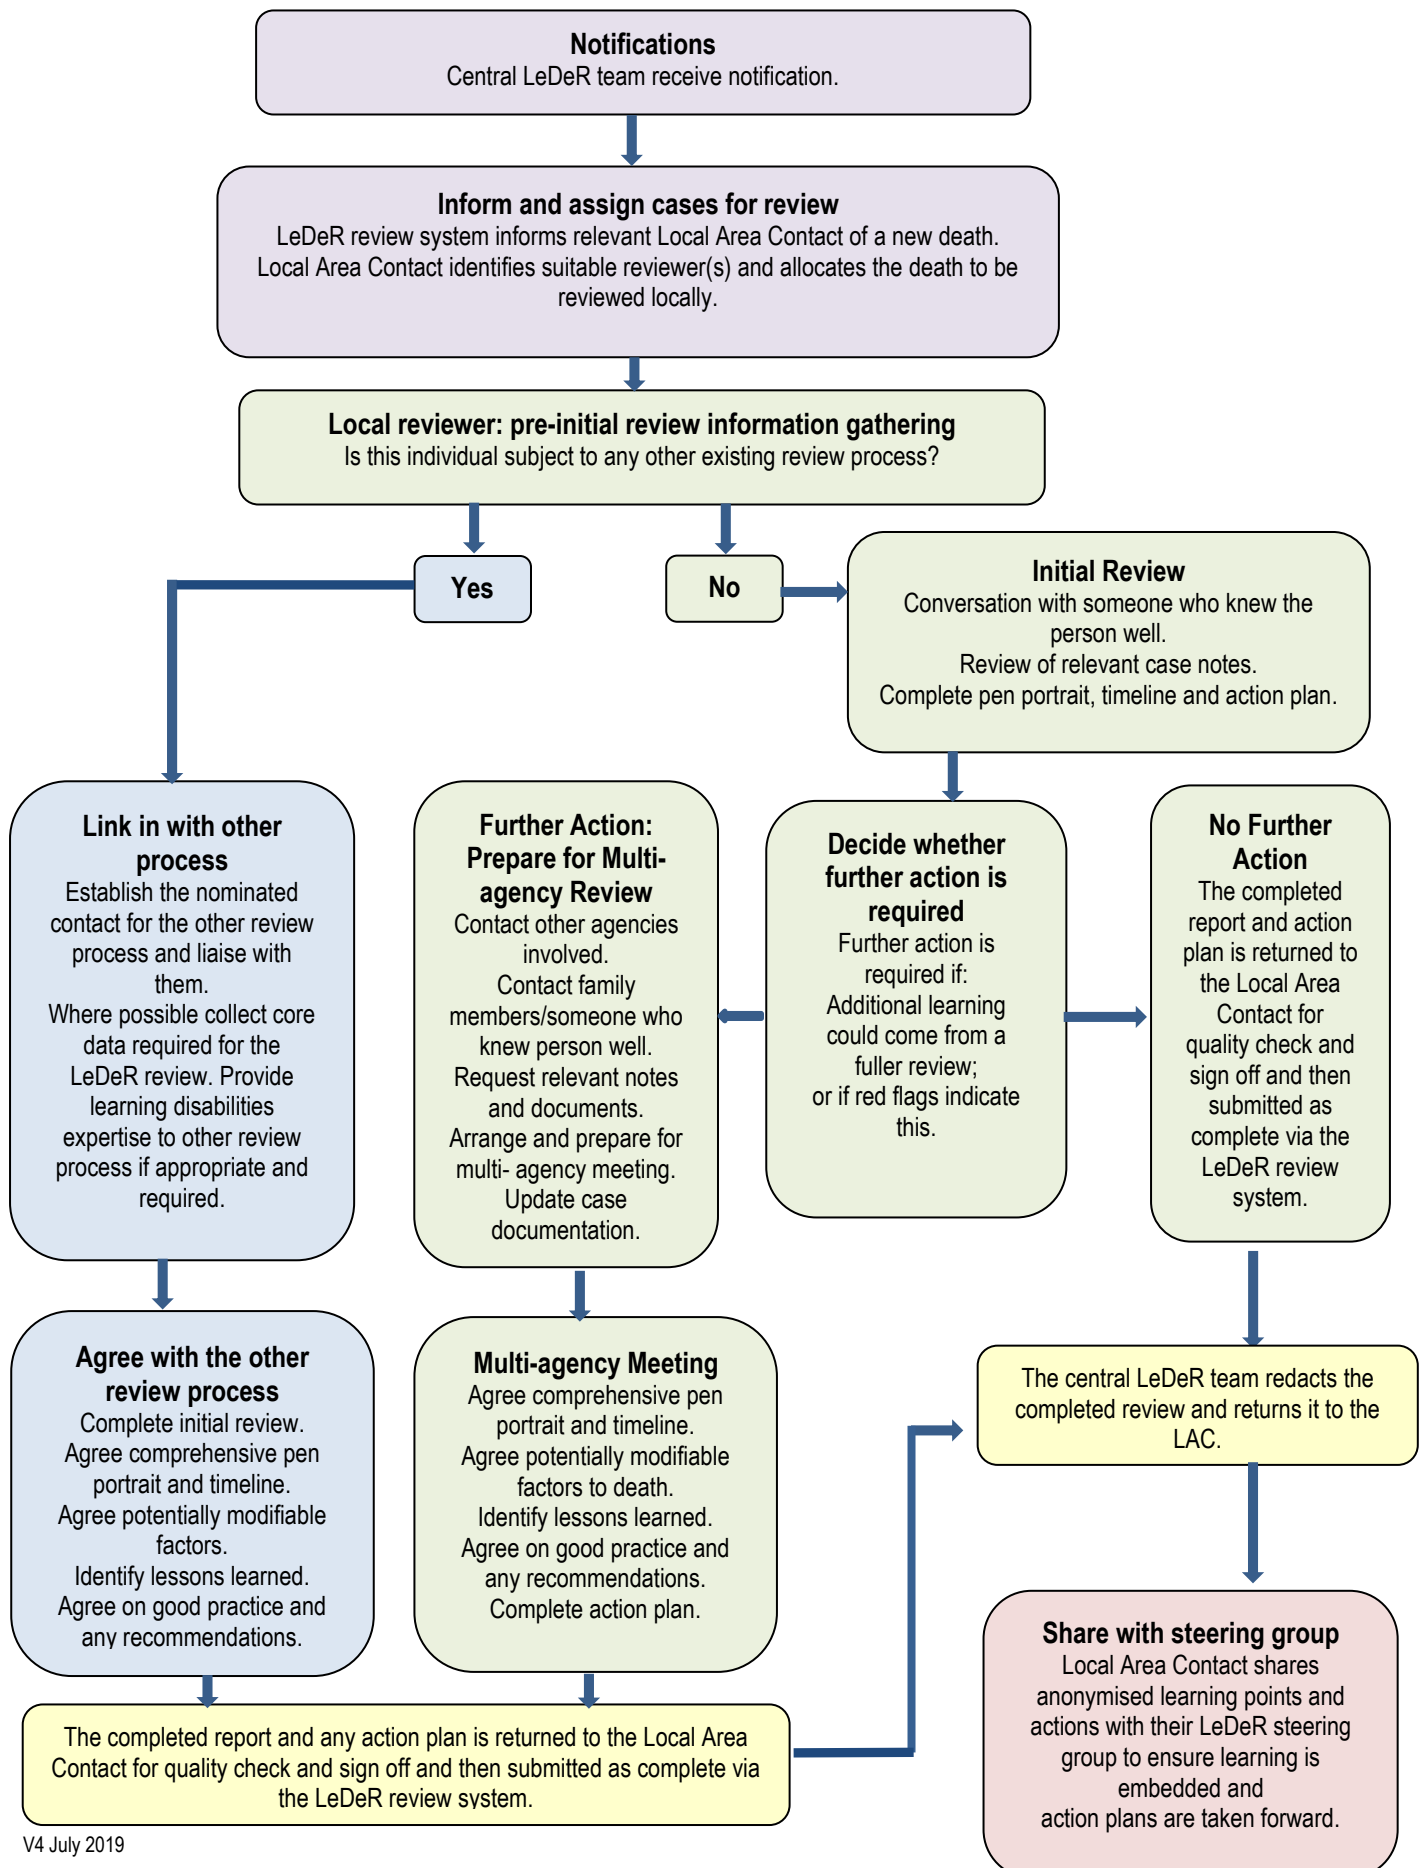 Notifications
Central LeDeR team receive notification.
Inform and assign cases for review
LeDeR review system informs relevant Local Area Contact of a new death.
Local Area Contact identifies suitable reviewer(s) and allocates the death to be
reviewed locally.
Local reviewer: pre-initial review information gathering
Is this individual subject to any other existing review process?
Yes
No
Initial Review
Conversation with someone who knew the
person well.
Review of relevant case notes.
Complete pen portrait, timeline and action plan.
Link in with other
process
Establish the nominated
contact for the other review
process and liaise with
them.
Where possible collect core
data required for the
LeDeR review. Provide
learning disabilities
expertise to other review
process if appropriate and
required.
Further Action:
Prepare for Multi-
agency Review
Contact other agencies
involved.
Contact family
members/someone who
knew person well.
Request relevant notes
and documents.
Arrange and prepare for
multi- agency meeting.
Update case
documentation.
Decide whether
further action is
required
Further action is
required if:
Additional learning
could come from a
fuller review;
or if red flags indicate
this.
No Further
Action
The completed
report and action
plan is returned to
the Local Area
Contact for
quality check and
sign off and then
submitted as
complete via the
LeDeR review
system.
Agree with the other
review process
Complete initial review.
Agree comprehensive pen
portrait and timeline.
Agree potentially modifiable
factors.
Identify lessons learned.
Agree on good practice and
any recommendations.
Multi-agency Meeting
Agree comprehensive pen
portrait and timeline.
Agree potentially modifiable
factors to death.
Identify lessons learned.
Agree on good practice and
any recommendations.
Complete action plan.
The central LeDeR team redacts the
completed review and returns it to the
LAC.
Share with steering group
Local Area Contact shares
anonymised learning points and
actions with their LeDeR steering
group to ensure learning is
embedded and
action plans are taken forward.
The completed report and any action plan is returned to the Local Area
Contact for quality check and sign off and then submitted as complete via
the LeDeR review system.
V4 July 2019